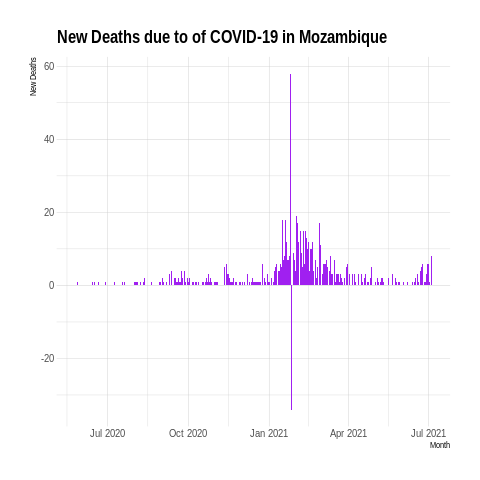 New Deaths due to of COVID-19 in Mozambique
New Deaths
60
40
20
0
-20
Jul 2020
Oct 2020
Jan 2021
Apr 2021
Jul 2021
Month